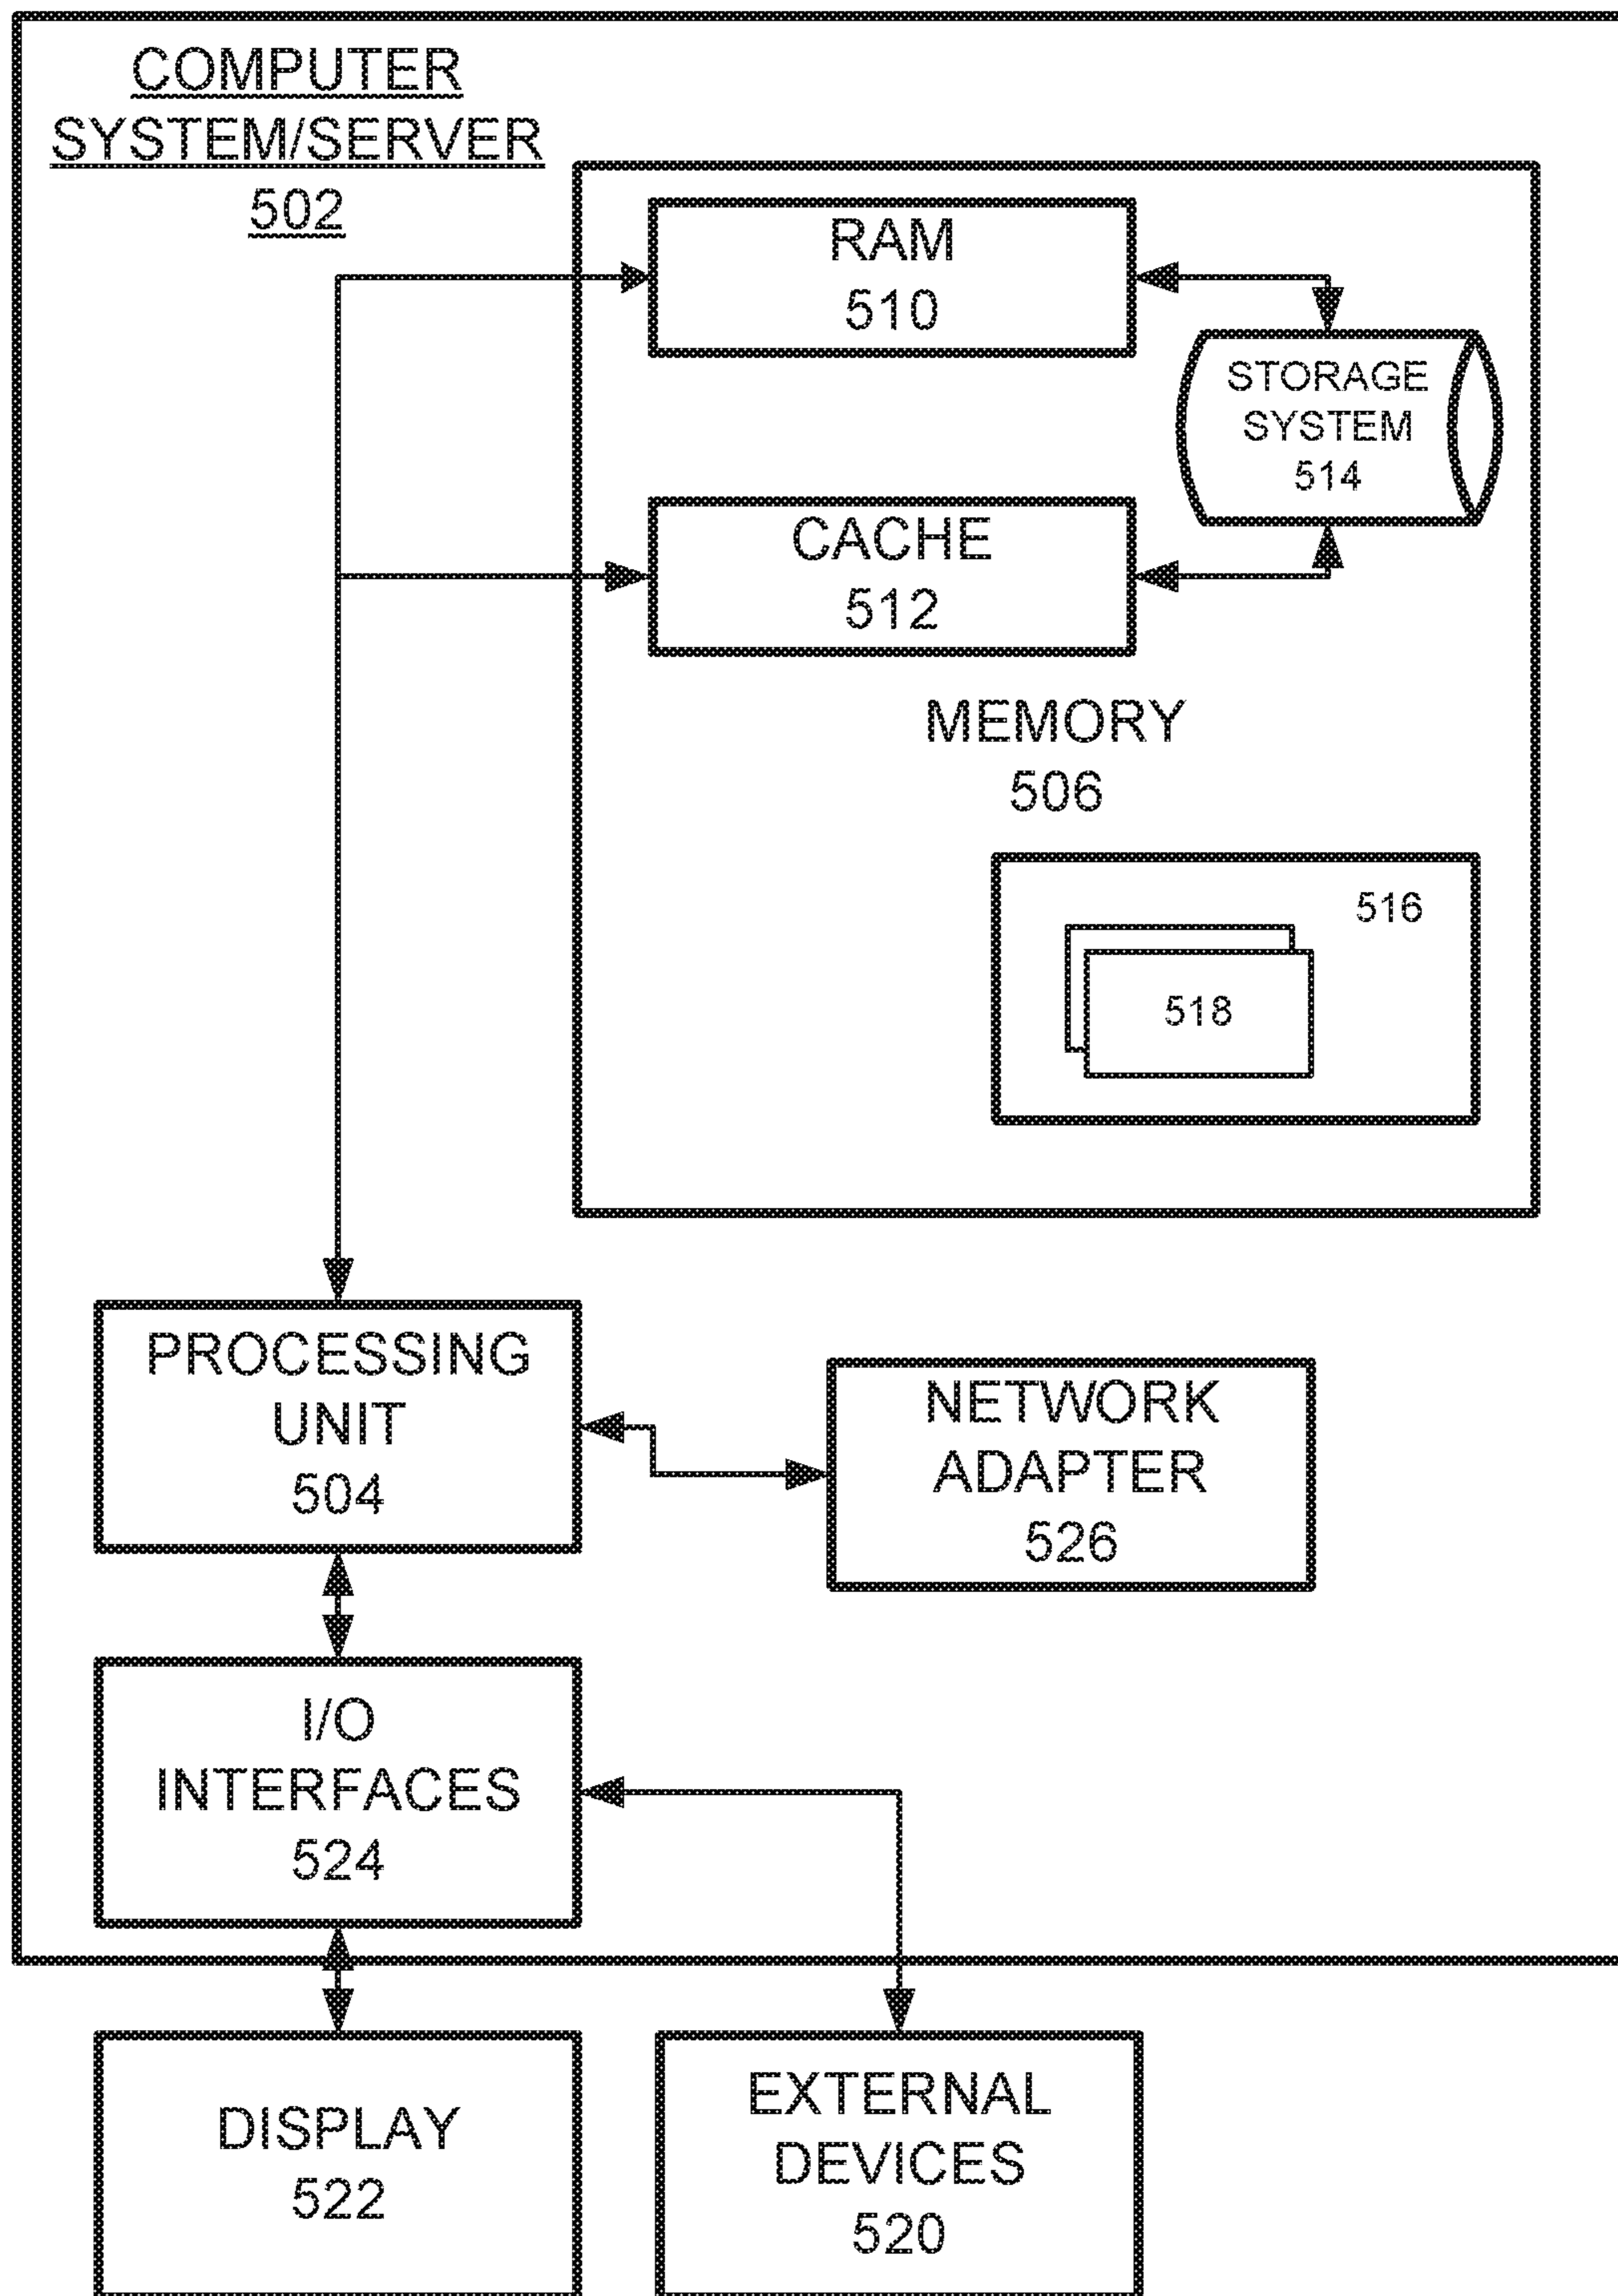 COMPUTER
SYSTEM/SERVER
502
RAM
510
STORAGE
SYSTEM
514
CACHE
512
MEMORY
506
516
518
PROCESSING
UNIT
504
NETWORK
ADAPTER
526
I/O
INTERFACES
524
DISPLAY
522
EXTERNAL
DEVICES
520